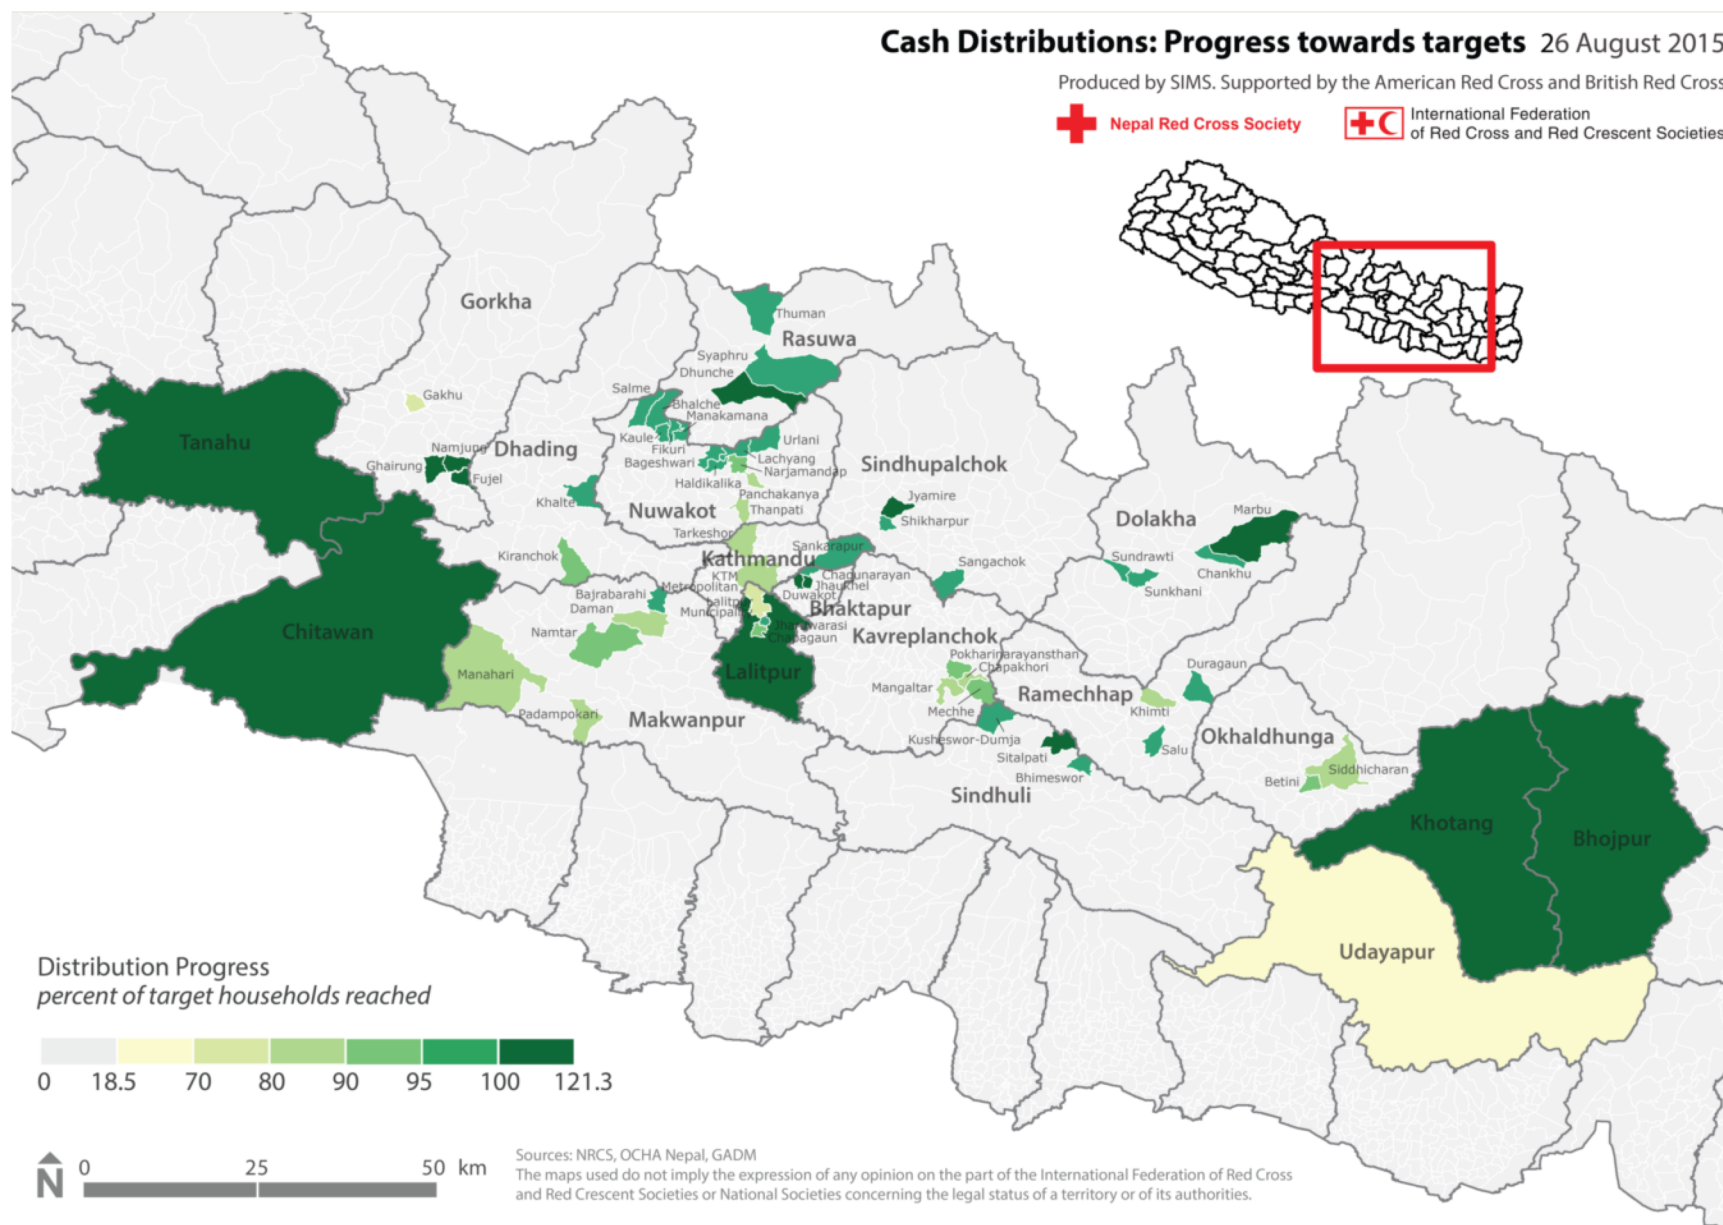 Cash Distributions: Progress towards targets 26 August 2015
Produced by SIMS. Supported by the American Red Cross and British Red Cross
Nepal Red Cross Society
International Federation
of Red Cross and Red Crescent Societies
Gorkha
Thuman
Rasuwa
Syaphru
Dhunche
Salme
Bhalche
Manakamana
Gakhu
Tanahu
Kaule
Fikuri
Urlani
Namjung
Dhading
Bageshwari
Lachyang
Ghairung
Fujel
Narjamandap
Sindhupalchok
Haldikalika
Khalte
Panchakanya
Jyamire
Nuwakot
Thanpati
Marbu
Shikharpur
Dolakha
Tarkeshor
Sankarapur
Kiranchok
Kathmandu
Sundrawti
Sangachok
Chankhu
KTM
Metropolitan
Chagunarayan
Jhaukhel
Sunkhani
Bajrabarahi
Duwakot
Daman
Bhaktapur
Chitawan
Namtar
Chapagaun
Kavreplanchok
Pokharinarayansthan
Chapakhori
Duragaun
Manahari
Lalitpur
Mangaltar
Ramechhap
Padampokari
Makwanpur
Mechhe
Khimti
Kusheswor-Dumja
Okhaldhunga
Sitalpati
Salu
Bhimeswor
Siddhicharan
Betini
Sindhuli
Khotang
Bhojpur
Udayapur
Distribution Progress
percent of target households reached
0 18.5 70 80 90 95 100 121.3
N
0 25 50 km
Sources: NRCS, OCHA Nepal, GADM
The maps used do not imply the expression of any opinion on the part of the International Federation of Red Cross
and Red Crescent Societies or National Societies concerning the legal status of a territory or of its authorities.